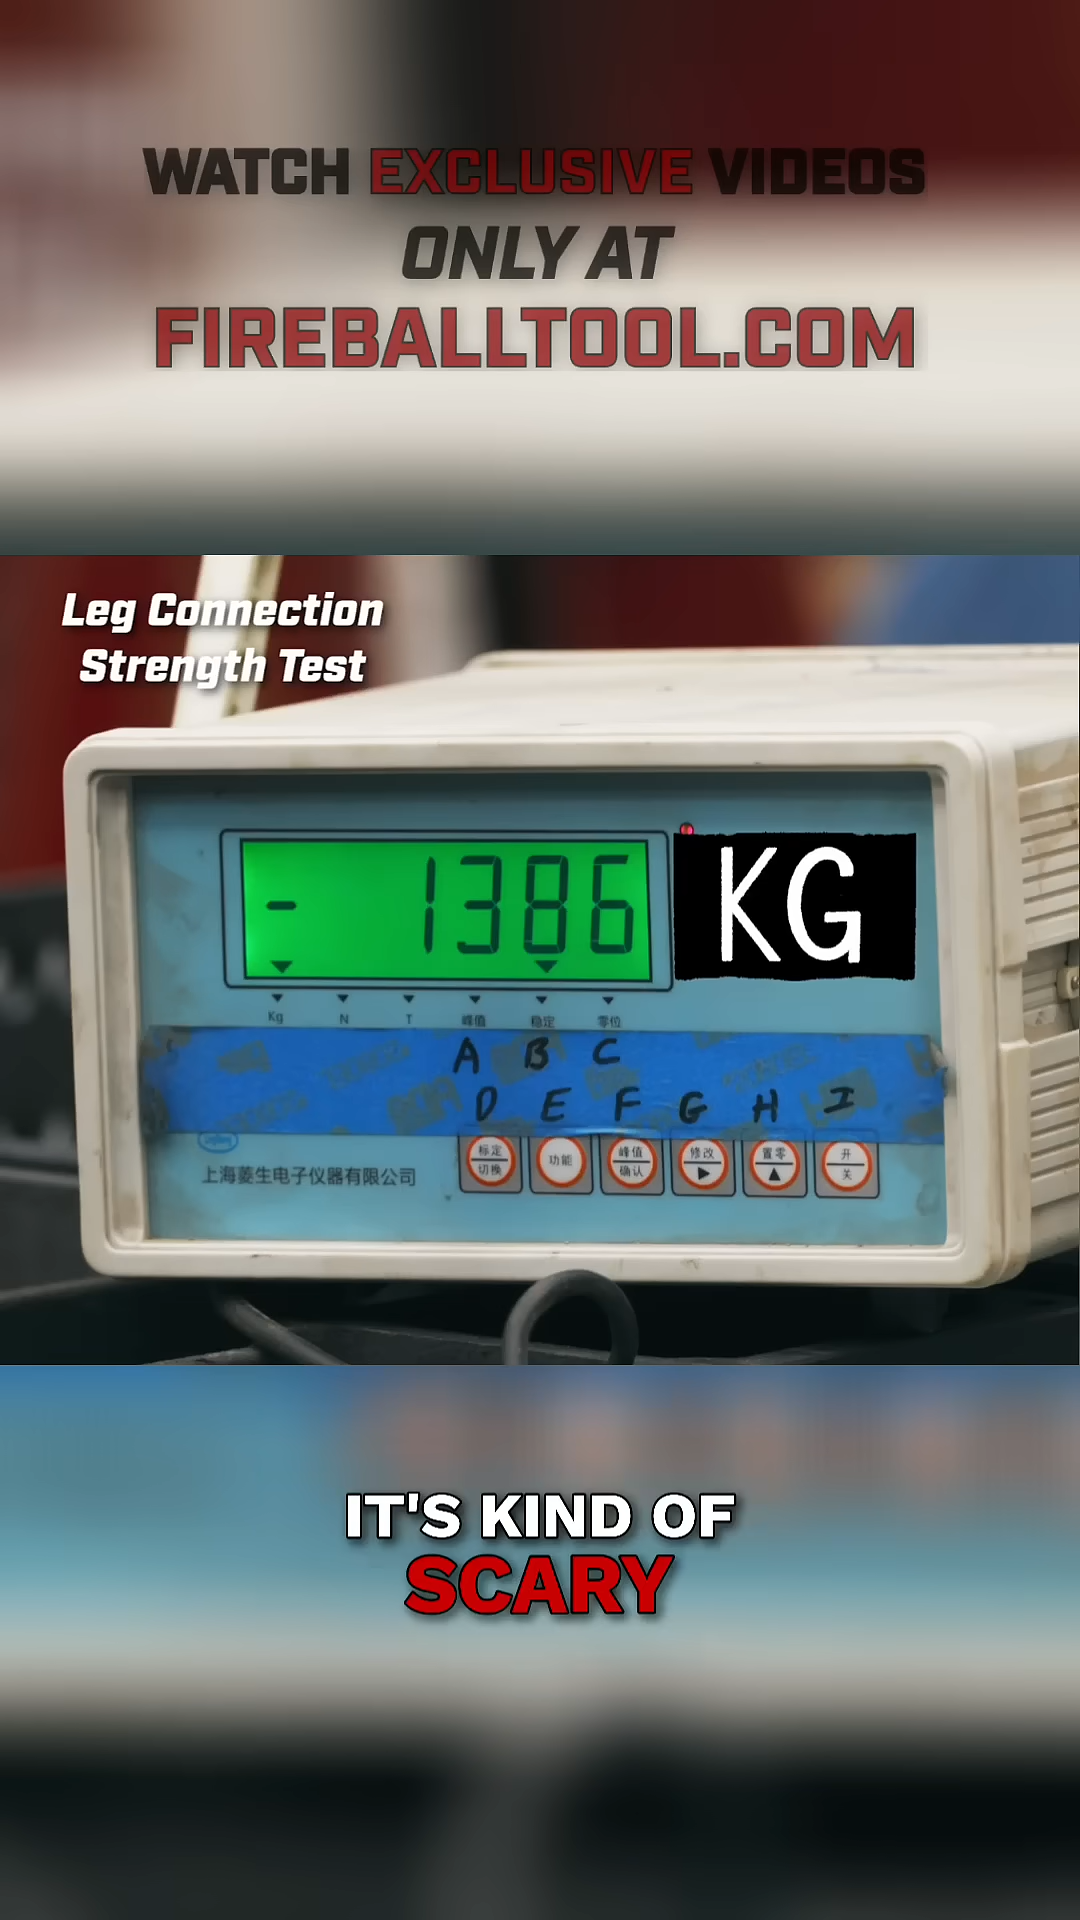 WATCH EXCLUSIVE VIDEOS
ONLY AT
FIREBALLTOOL.COM
Leg Connection
Strength Test
- 1386
KG
Kg N T 峰值 稳定 零位
A B C
D E F G H I
标定 切换 功能 峰值 确认 修改 置零 开 关
上海菱生电子仪器有限公司
IT'S KIND OF
SCARY